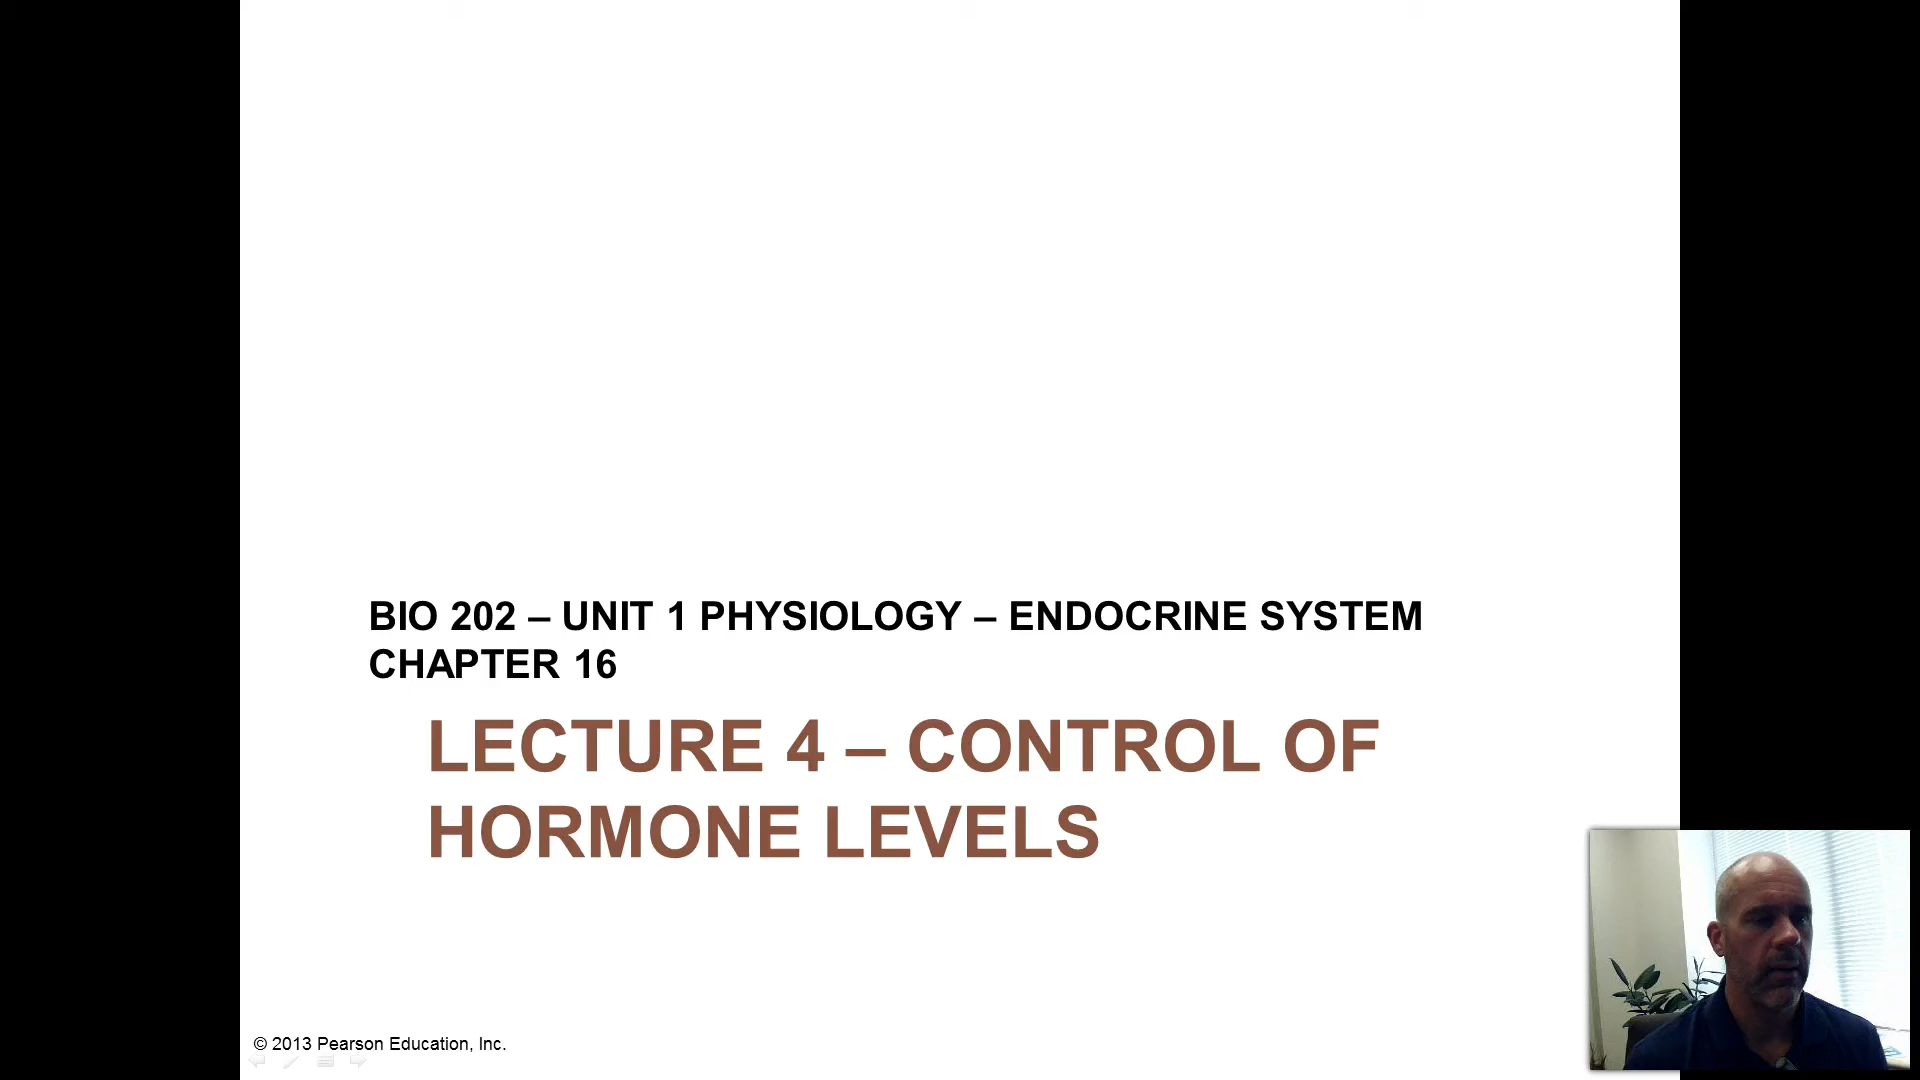 BIO 202 – UNIT 1 PHYSIOLOGY – ENDOCRINE SYSTEM
CHAPTER 16
LECTURE 4 – CONTROL OF
HORMONE LEVELS
© 2013 Pearson Education, Inc.